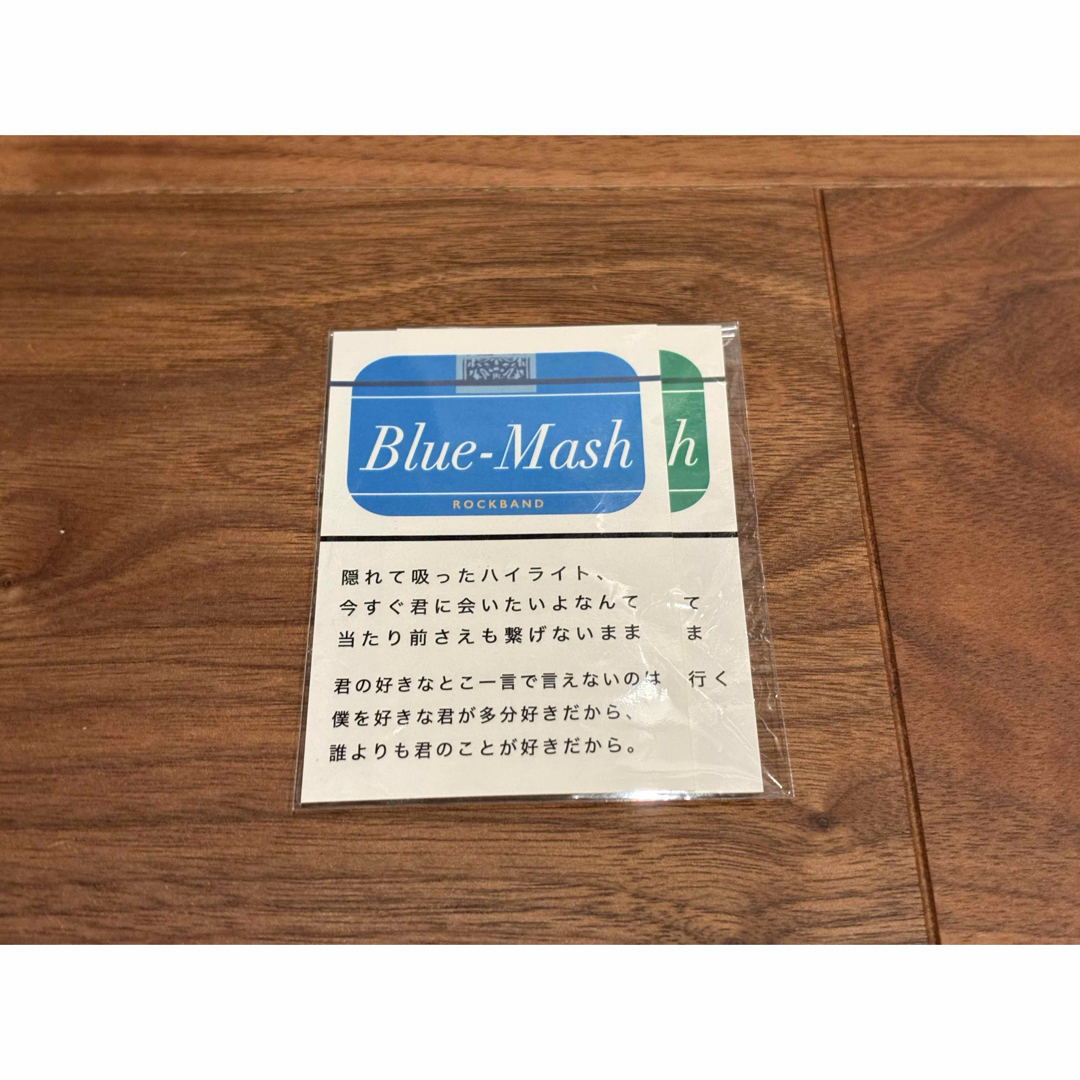 Blue-Mash
h
ROCKBAND
隠れて吸ったハイライト、
今すぐ君に会いたいよなんて
て
当たり前さえも繋げないまま
ま
君の好きなとこ一言で言えないのは
行く
僕を好きな君が多分好きだから、
誰よりも君のことが好きだから。